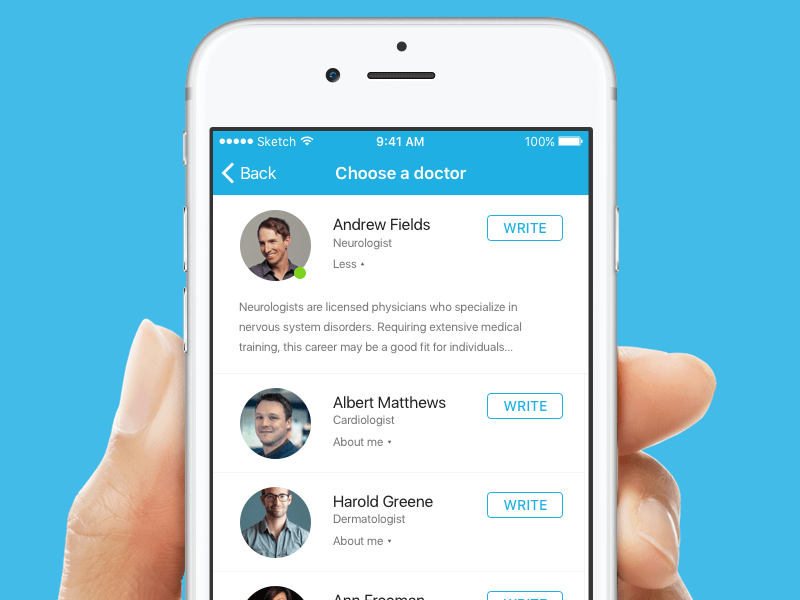 Sketch 9:41 AM 100%
Back Choose a doctor
Andrew Fields WRITE
Neurologist
Less
Neurologists are licensed physicians who specialize in
nervous system disorders. Requiring extensive medical
training, this career may be a good fit for individuals...
Albert Matthews WRITE
Cardiologist
About me
Harold Greene WRITE
Dermatologist
About me
Ann Freeman WRITE